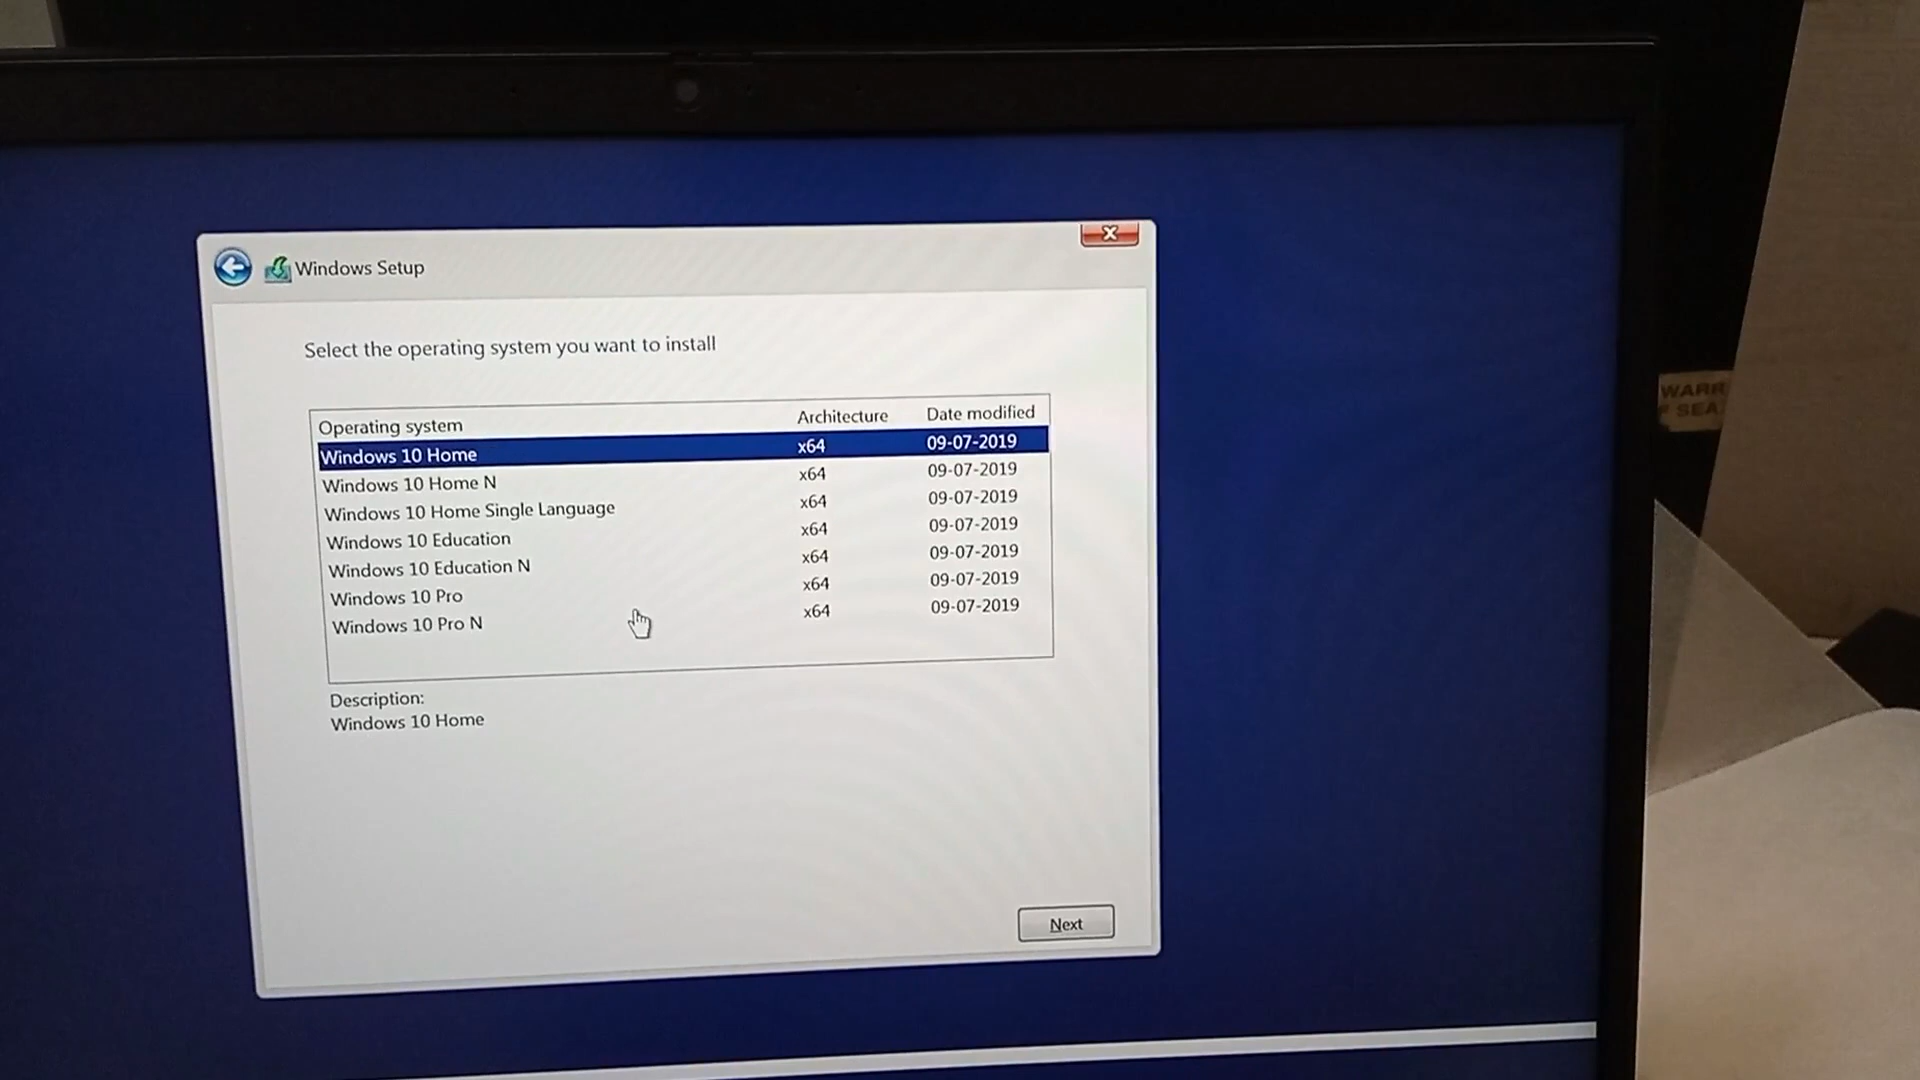 Windows Setup
Select the operating system you want to install
Operating system Architecture Date modified
Windows 10 Home x64 09-07-2019
Windows 10 Home N x64 09-07-2019
Windows 10 Home Single Language x64 09-07-2019
Windows 10 Education x64 09-07-2019
Windows 10 Education N x64 09-07-2019
Windows 10 Pro x64 09-07-2019
Windows 10 Pro N x64 09-07-2019
Description:
Windows 10 Home
Next
WARR
F SEA